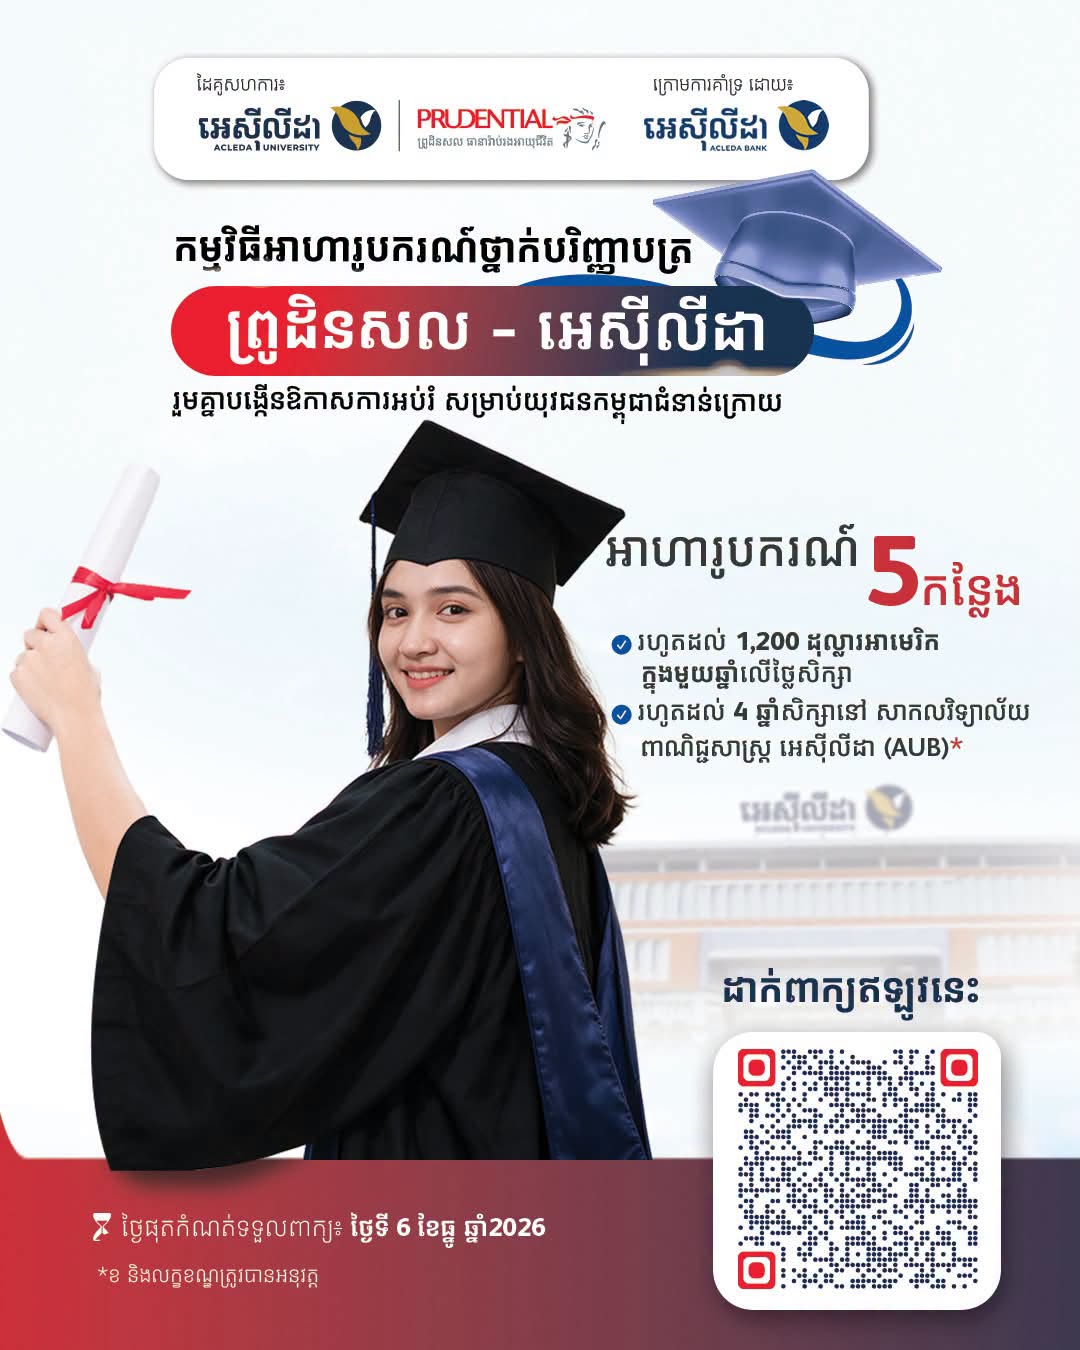 ដៃគូសហការ៖
ក្រោមការគាំទ្រ ដោយ៖
អេស៊ីលីដា
ACLEDA UNIVERSITY
PRUDENTIAL
ព្រូដិនសល ធានារ៉ាប់រងអាយុជីវិត
អេស៊ីលីដា
ACLEDA BANK
កម្មវិធីអាហារូបករណ៍ថ្នាក់បរិញ្ញាបត្រ
ព្រូដិនសល - អេស៊ីលីដា
រួមគ្នាបង្កើនឱកាសការអប់រំ សម្រាប់យុវជនកម្ពុជាជំនាន់ក្រោយ
អាហារូបករណ៍ 5កន្លែង
រហូតដល់ 1,200 ដុល្លារអាមេរិក
ក្នុងមួយឆ្នាំលើថ្លៃសិក្សា
រហូតដល់ 4 ឆ្នាំសិក្សានៅ សាកលវិទ្យាល័យ
ពាណិជ្ជសាស្ត្រ អេស៊ីលីដា (AUB)*
អេស៊ីលីដា
ដាក់ពាក្យឥឡូវនេះ
ថ្ងៃផុតកំណត់ទទួលពាក្យ៖ ថ្ងៃទី 6 ខែធ្នូ ឆ្នាំ2026
*ខ និងលក្ខខណ្ឌត្រូវបានអនុវត្ត